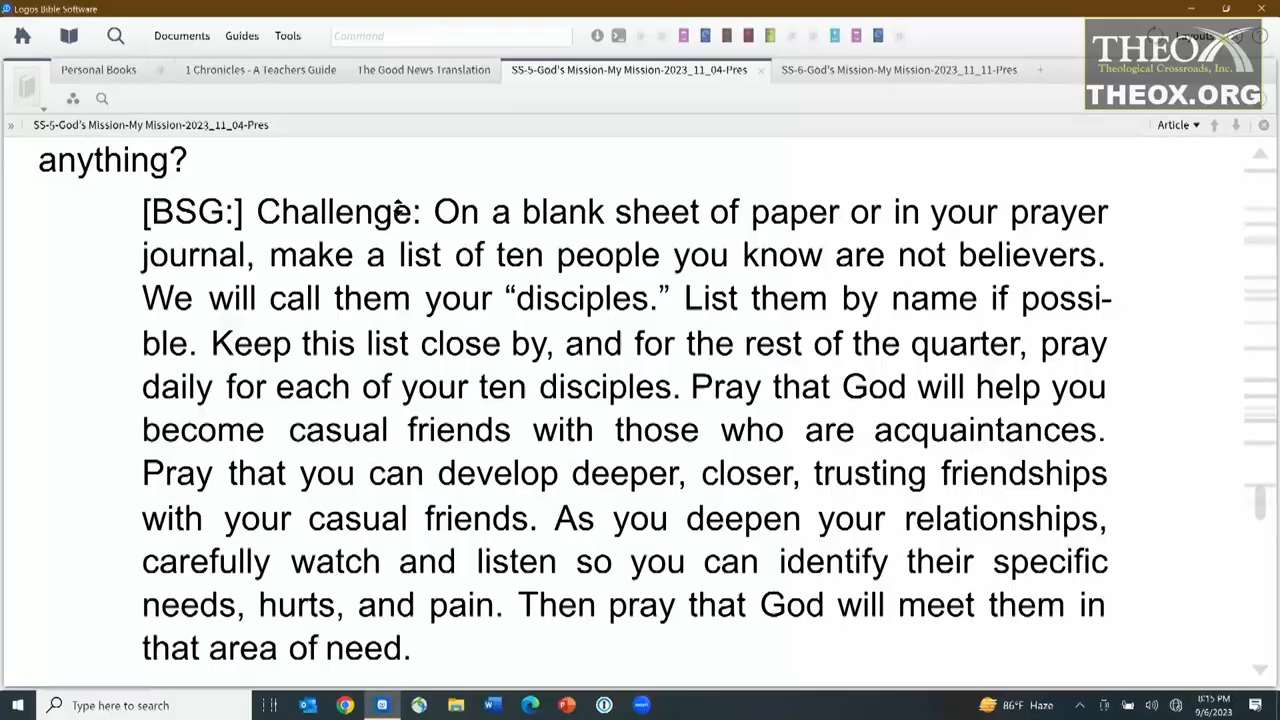 Logos Bible Software
Documents Guides Tools Command Layouts
THEOX
Theological Crossroads, Inc.
THEOX.ORG
Personal Books 1 Chronicles - A Teachers Guide The God Novel SS-5-God's Mission-My Mission-2023_11_04-Pres SS-6-God's Mission-My Mission-2023_11_11-Pres
SS-5-God's Mission-My Mission-2023_11_04-Pres Article
anything?
[BSG:] Challenge: On a blank sheet of paper or in your prayer
journal, make a list of ten people you know are not believers.
We will call them your “disciples.” List them by name if possi-
ble. Keep this list close by, and for the rest of the quarter, pray
daily for each of your ten disciples. Pray that God will help you
become casual friends with those who are acquaintances.
Pray that you can develop deeper, closer, trusting friendships
with your casual friends. As you deepen your relationships,
carefully watch and listen so you can identify their specific
needs, hurts, and pain. Then pray that God will meet them in
that area of need.
Type here to search 86°F Haze 8:15 PM
9/6/2023